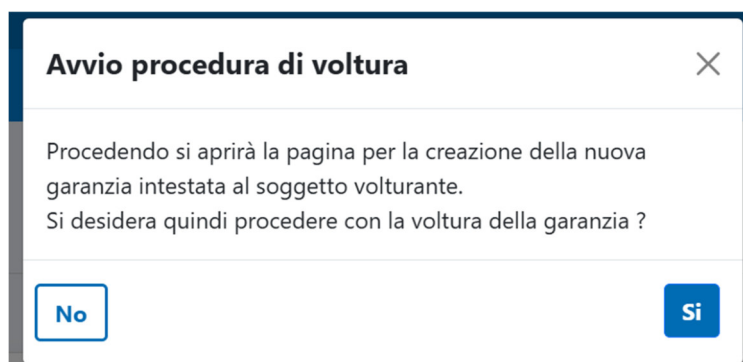 Avvio procedura di voltura
Procedendo si aprirà la pagina per la creazione della nuova
garanzia intestata al soggetto volturante.
Si desidera quindi procedere con la voltura della garanzia ?
No
Si